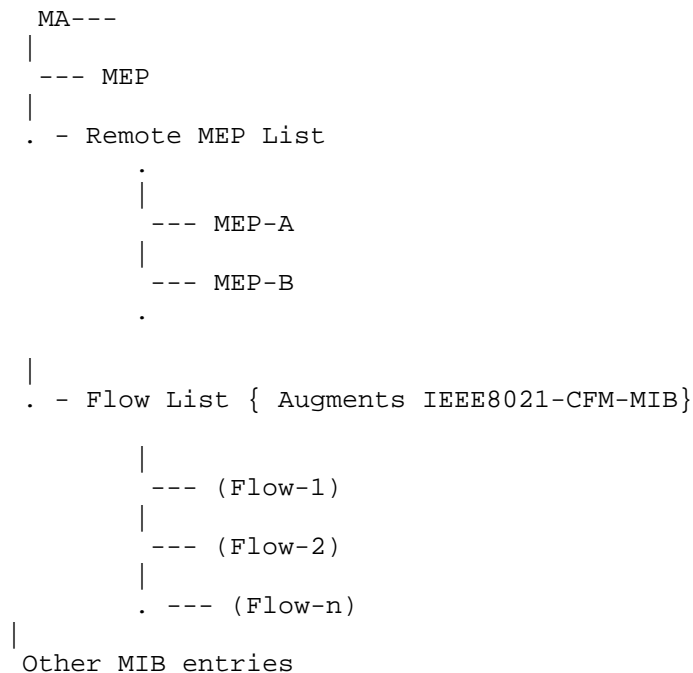 MA---
|
--- MEP
|
. - Remote MEP List
.
|
--- MEP-A
|
--- MEP-B
.
|
. - Flow List { Augments IEEE8021-CFM-MIB}
|
--- (Flow-1)
|
--- (Flow-2)
|
. --- (Flow-n)
|
Other MIB entries